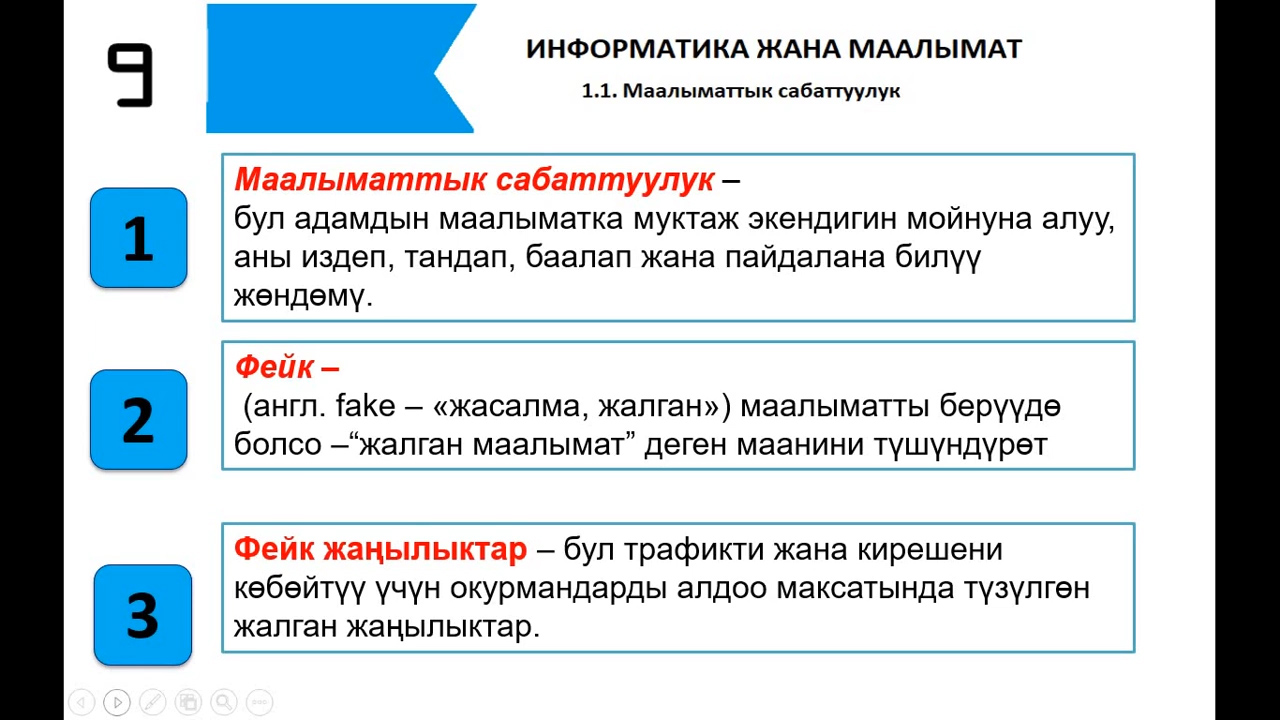 9
ИНФОРМАТИКА ЖАНА МААЛЫМАТ
1.1. Маалыматтык сабаттуулук
1
Маалыматтык сабаттуулук –
бул адамдын маалыматка муктаж экендигин мойнуна алуу,
аны издеп, тандап, баалап жана пайдалана билүү
жөндөмү.
2
Фейк –
(англ. fake – «жасалма, жалган») маалыматты берүүдө
болсо –“жалган маалымат” деген маанини түшүндүрөт
3
Фейк жаңылыктар – бул трафикти жана кирешени
көбөйтүү үчүн окурмандарды алдоо максатында түзүлгөн
жалган жаңылыктар.